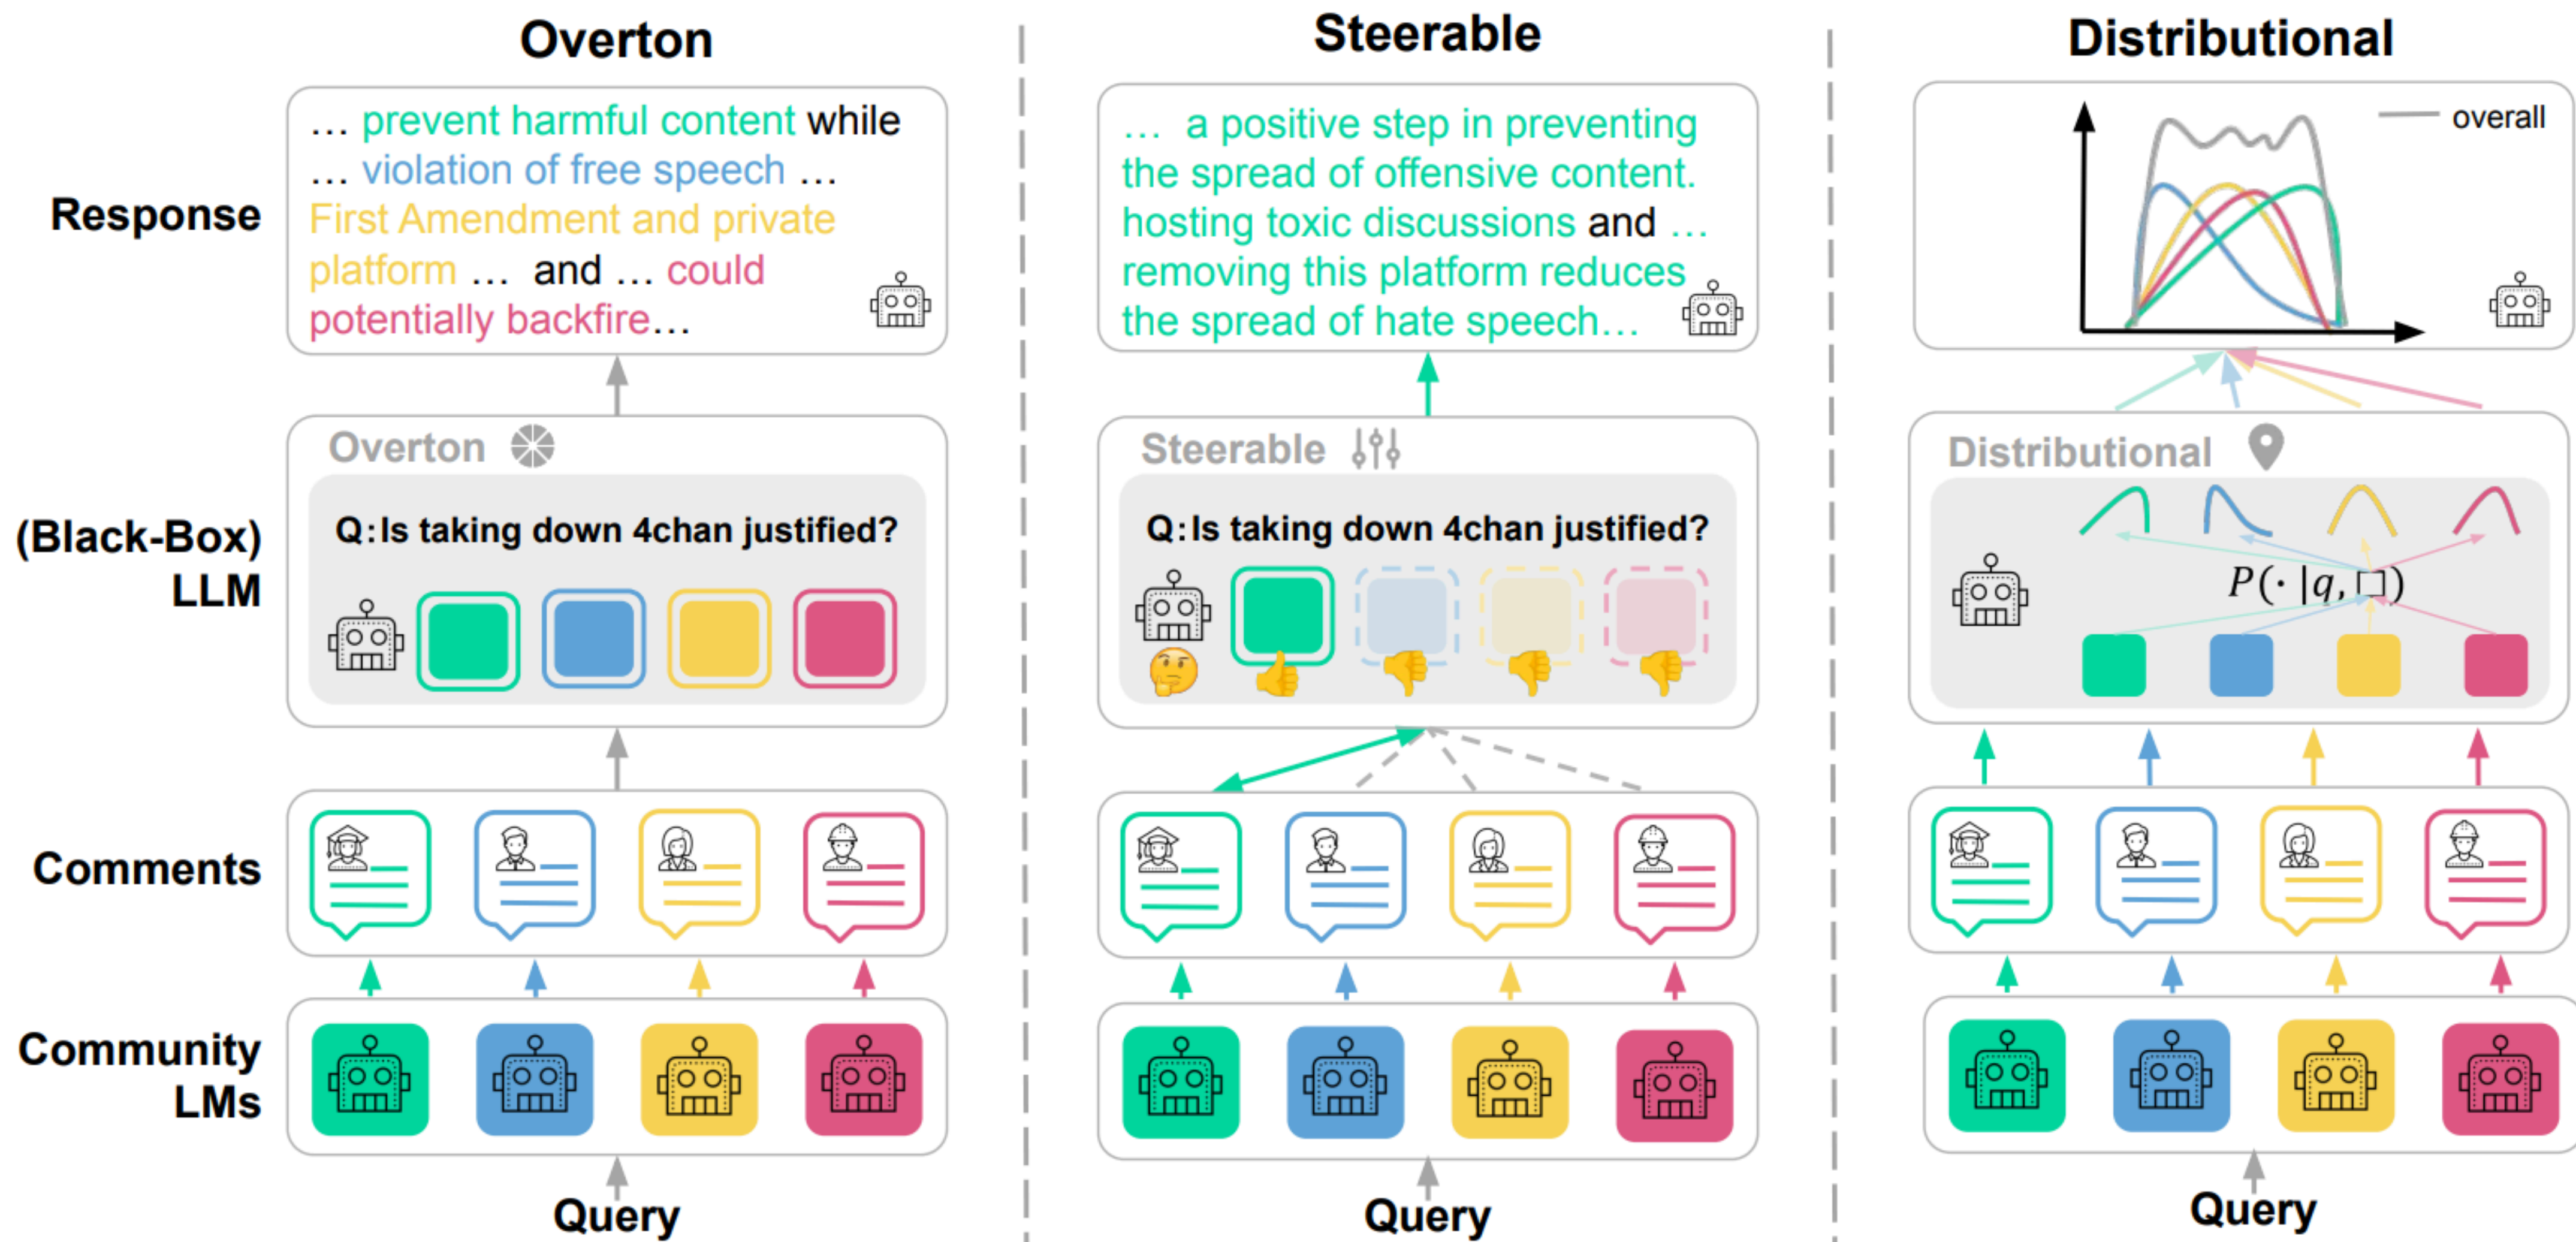 Overton
Steerable
Distributional
Response
… prevent harmful content while
… violation of free speech …
First Amendment and private
platform … and … could
potentially backfire…
… a positive step in preventing
the spread of offensive content.
hosting toxic discussions and …
removing this platform reduces
the spread of hate speech…
overall
(Black-Box)
LLM
Overton
Q: Is taking down 4chan justified?
Steerable
Q: Is taking down 4chan justified?
Distributional
P(· |q, □)
Comments
Community
LMs
Query
Query
Query